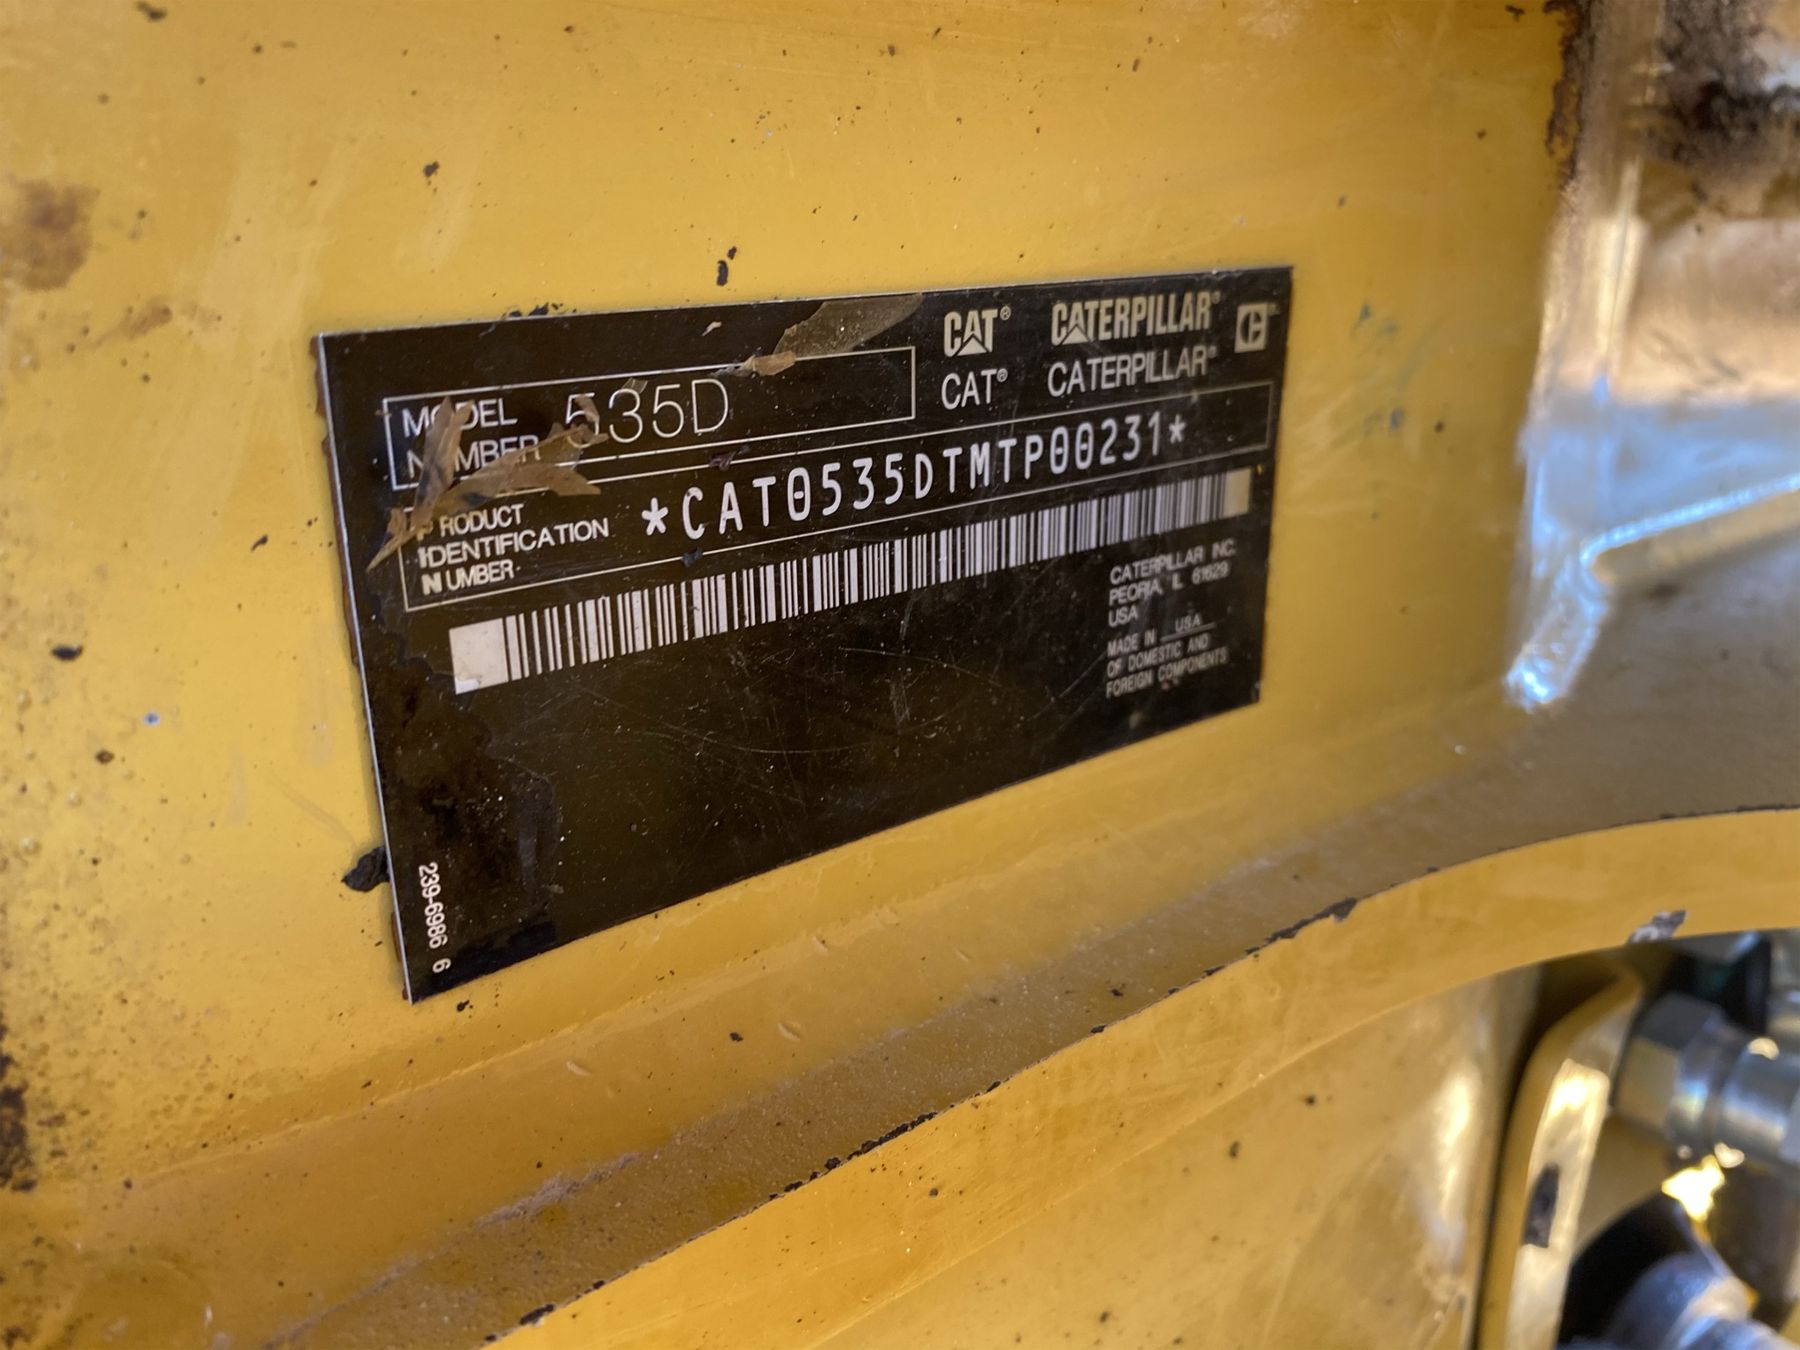 CAT® CATERPILLAR®
CAT® CATERPILLAR®
MODEL
NUMBER
535D
PRODUCT
IDENTIFICATION
NUMBER
*CAT0535DTMTP00231*
CATERPILLAR INC.
PEORIA, IL 61629
USA
MADE IN USA
OF DOMESTIC AND
FOREIGN COMPONENTS
239-6986 6